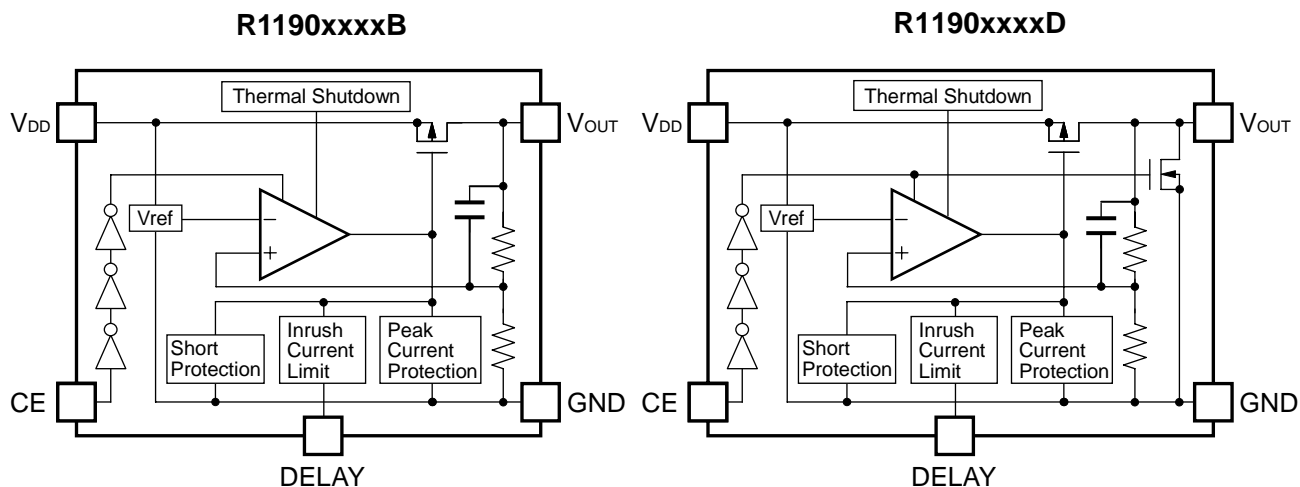 R1190xxxxB
Thermal Shutdown
VDD
VOUT
Vref
−
+
Short
Protection
Inrush
Current
Limit
Peak
Current
Protection
CE
GND
DELAY
R1190xxxxD
Thermal Shutdown
VDD
VOUT
Vref
−
+
Short
Protection
Inrush
Current
Limit
Peak
Current
Protection
CE
GND
DELAY